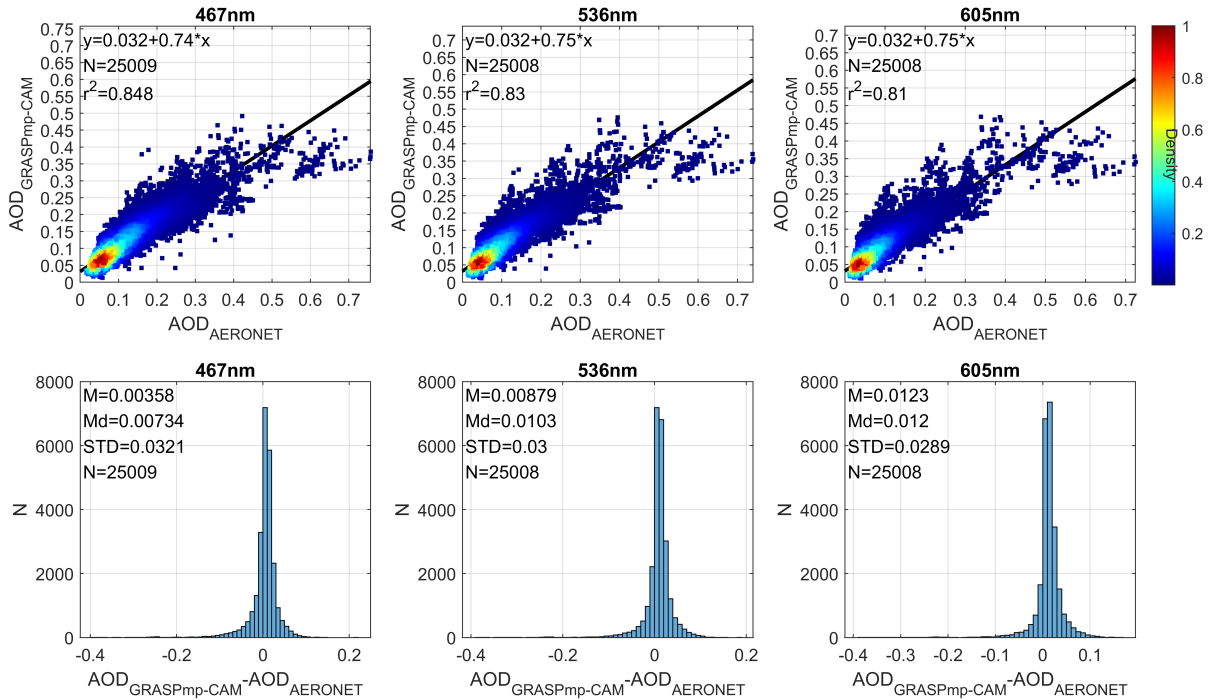 467nm
y=0.032+0.74*x
N=25009
r²=0.848
AOD_GRASPmp-CAM
0.75
0.7
0.65
0.6
0.55
0.5
0.45
0.4
0.35
0.3
0.25
0.2
0.15
0.1
0.05
0
0 0.1 0.2 0.3 0.4 0.5 0.6 0.7
AOD_AERONET
536nm
y=0.032+0.75*x
N=25008
r²=0.83
AOD_GRASPmp-CAM
0.7
0.65
0.6
0.55
0.5
0.45
0.4
0.35
0.3
0.25
0.2
0.15
0.1
0.05
0
0 0.1 0.2 0.3 0.4 0.5 0.6 0.7
AOD_AERONET
605nm
y=0.032+0.75*x
N=25008
r²=0.81
AOD_GRASPmp-CAM
0.7
0.65
0.6
0.55
0.5
0.45
0.4
0.35
0.3
0.25
0.2
0.15
0.1
0.05
0
0 0.1 0.2 0.3 0.4 0.5 0.6 0.7
AOD_AERONET
1
0.8
0.6
0.4
0.2
Density
467nm
M=0.00358
Md=0.00734
STD=0.0321
N=25009
N
8000
6000
4000
2000
0
-0.4 -0.2 0 0.2
AOD_GRASPmp-CAM-AOD_AERONET
536nm
M=0.00879
Md=0.0103
STD=0.03
N=25008
N
8000
6000
4000
2000
0
-0.4 -0.2 0 0.2
AOD_GRASPmp-CAM-AOD_AERONET
605nm
M=0.0123
Md=0.012
STD=0.0289
N=25008
N
8000
6000
4000
2000
0
-0.4 -0.3 -0.2 -0.1 0 0.1
AOD_GRASPmp-CAM-AOD_AERONET